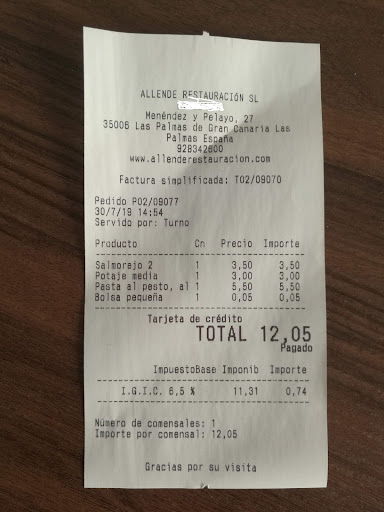 ALLENDE RESTAURACIÓN SL
Menéndez y Pelayo, 27
35006 Las Palmas de Gran Canaria Las
Palmas España
928342600
www.allenderestauracion.com
Factura simplificada: T02/09070
Pedido P02/09077
30/7/19 14:54
Servido por: Turno
Producto Cn Precio Importe
Salmorejo 2 1 3,50 3,50
Potaje media 1 3,00 3,00
Pasta al pesto, al 1 5,50 5,50
Bolsa pequeña 1 0,05 0,05
Tarjeta de crédito
TOTAL 12,05
Pagado
ImpuestoBase Imponib Importe
I.G.I.C. 6,5 % 11,31 0,74
Número de comensales: 1
Importe por comensal: 12,05
Gracias por su visita